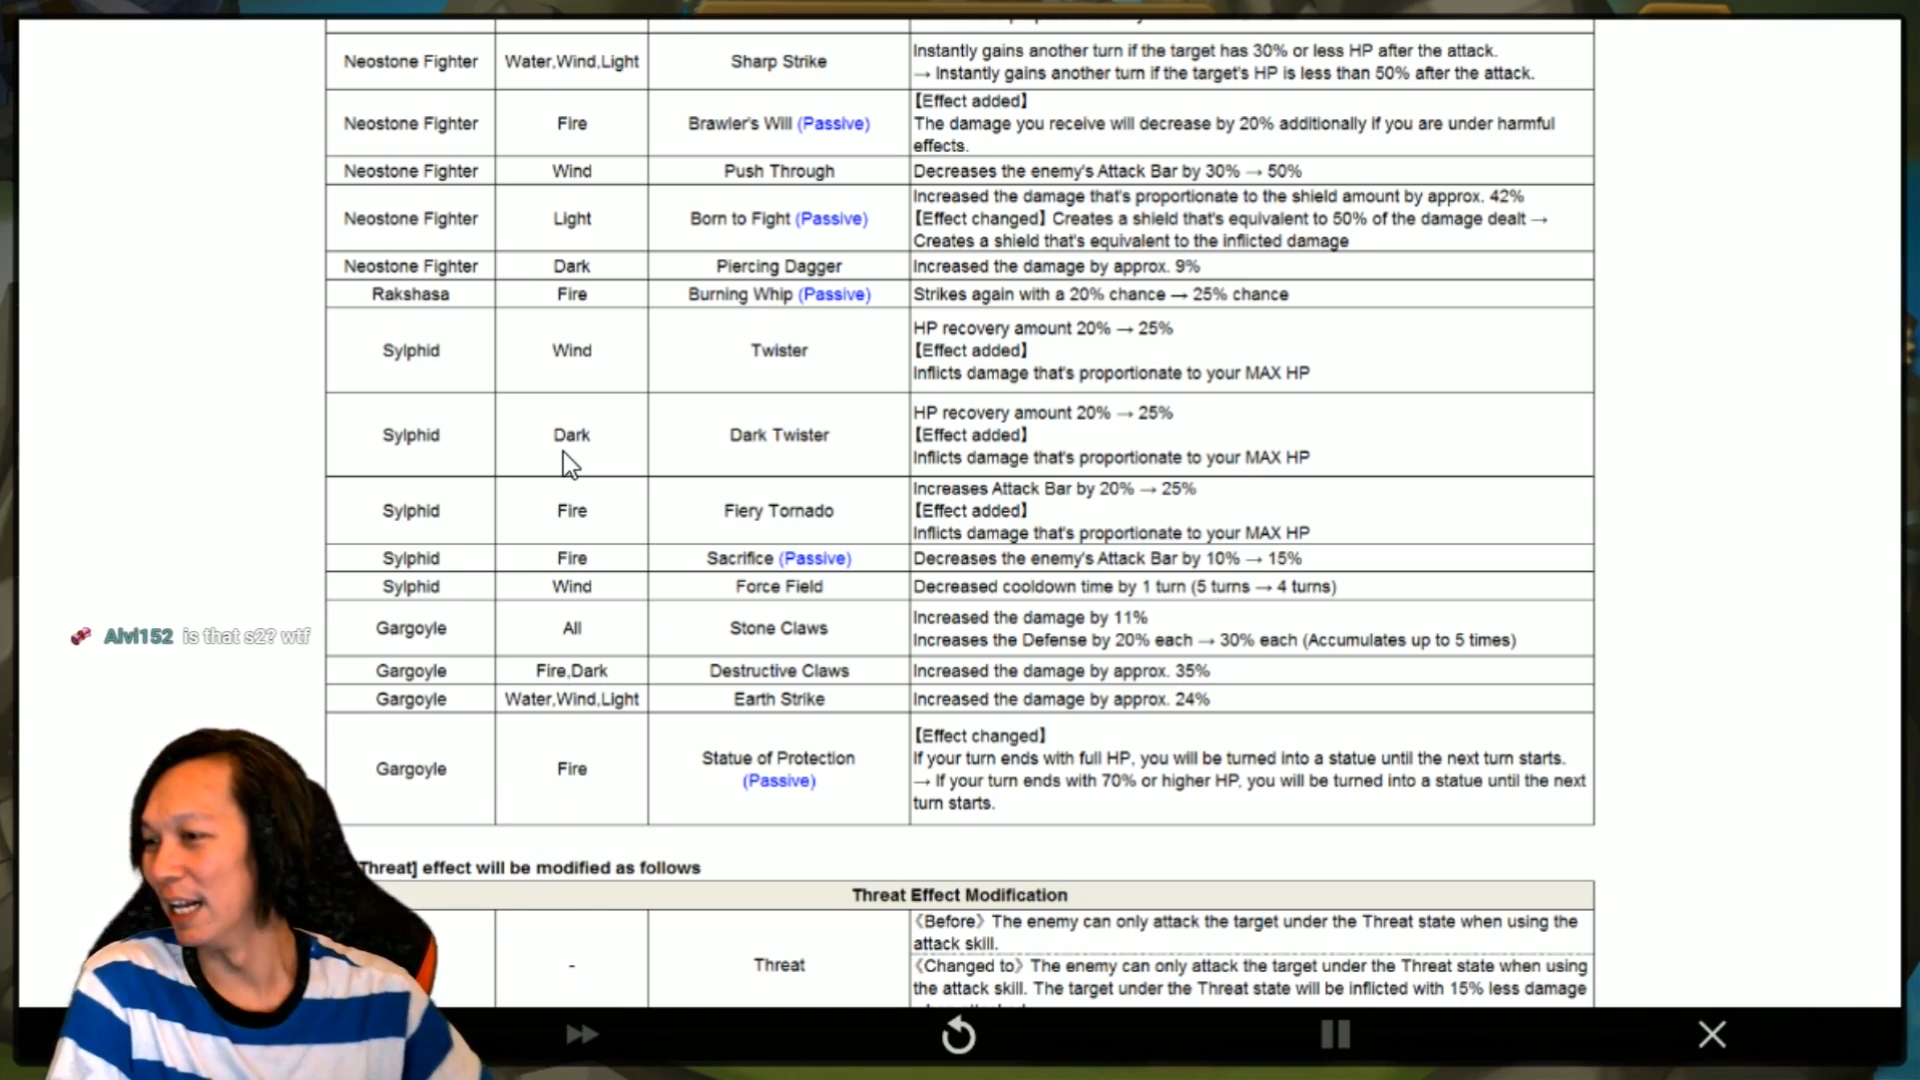 Neostone Fighter Water,Wind,Light Sharp Strike Instantly gains another turn if the target has 30% or less HP after the attack.
→ Instantly gains another turn if the target's HP is less than 50% after the attack.
Neostone Fighter Fire Brawler's Will (Passive) 【Effect added】
The damage you receive will decrease by 20% additionally if you are under harmful
effects.
Neostone Fighter Wind Push Through Decreases the enemy's Attack Bar by 30% → 50%
Neostone Fighter Light Born to Fight (Passive) Increased the damage that's proportionate to the shield amount by approx. 42%
【Effect changed】 Creates a shield that's equivalent to 50% of the damage dealt →
Creates a shield that's equivalent to the inflicted damage
Neostone Fighter Dark Piercing Dagger Increased the damage by approx. 9%
Rakshasa Fire Burning Whip (Passive) Strikes again with a 20% chance → 25% chance
Sylphid Wind Twister HP recovery amount 20% → 25%
【Effect added】
Inflicts damage that's proportionate to your MAX HP
Sylphid Dark Dark Twister HP recovery amount 20% → 25%
【Effect added】
Inflicts damage that's proportionate to your MAX HP
Sylphid Fire Fiery Tornado Increases Attack Bar by 20% → 25%
【Effect added】
Inflicts damage that's proportionate to your MAX HP
Sylphid Fire Sacrifice (Passive) Decreases the enemy's Attack Bar by 10% → 15%
Sylphid Wind Force Field Decreased cooldown time by 1 turn (5 turns → 4 turns)
Gargoyle All Stone Claws Increased the damage by 11%
Increases the Defense by 20% each → 30% each (Accumulates up to 5 times)
Alvl152 is that s2? wtf
Gargoyle Fire,Dark Destructive Claws Increased the damage by approx. 35%
Gargoyle Water,Wind,Light Earth Strike Increased the damage by approx. 24%
Gargoyle Fire Statue of Protection
(Passive) 【Effect changed】
If your turn ends with full HP, you will be turned into a statue until the next turn starts.
→ If your turn ends with 70% or higher HP, you will be turned into a statue until the next
turn starts.
Threat] effect will be modified as follows
Threat Effect Modification
- Threat 《Before》 The enemy can only attack the target under the Threat state when using the
attack skill.
《Changed to》 The enemy can only attack the target under the Threat state when using
the attack skill. The target under the Threat state will be inflicted with 15% less damage